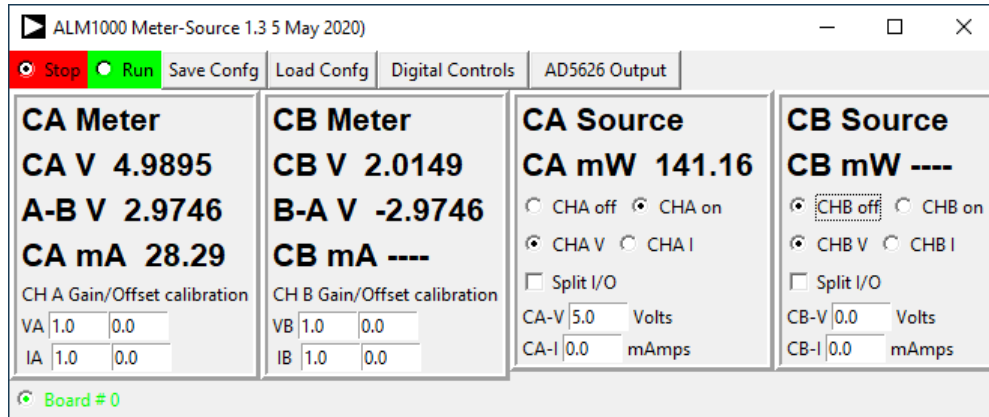 ALM1000 Meter-Source 1.3 5 May 2020)
Stop Run Save Confg Load Confg Digital Controls AD5626 Output
CA Meter
CA V 4.9895
A-B V 2.9746
CA mA 28.29
CH A Gain/Offset calibration
VA 1.0 0.0
IA 1.0 0.0
CB Meter
CB V 2.0149
B-A V -2.9746
CB mA ----
CH B Gain/Offset calibration
VB 1.0 0.0
IB 1.0 0.0
CA Source
CA mW 141.16
CHA off CHA on
CHA V CHA I
Split I/O
CA-V 5.0 Volts
CA-I 0.0 mAmps
CB Source
CB mW ----
CHB off CHB on
CHB V CHB I
Split I/O
CB-V 0.0 Volts
CB-I 0.0 mAmps
Board # 0